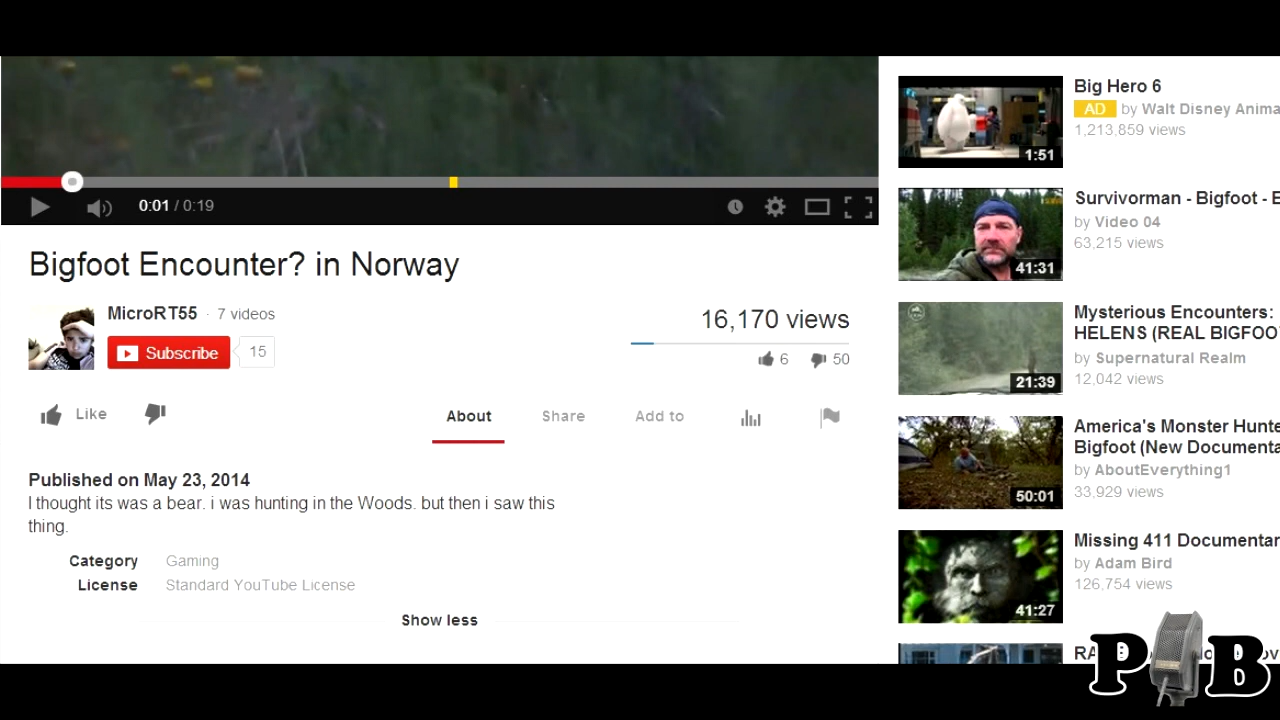 0:01 / 0:19
Bigfoot Encounter? in Norway
MicroRT55 · 7 videos
Subscribe 15
16,170 views
6 50
Like
About Share Add to
Published on May 23, 2014
I thought its was a bear. i was hunting in the Woods. but then i saw this
thing.
Category Gaming
License Standard YouTube License
Show less
Big Hero 6
AD by Walt Disney Anima
1,213,859 views
1:51
Survivorman - Bigfoot - E
by Video 04
63,215 views
41:31
Mysterious Encounters:
HELENS (REAL BIGFOO
by Supernatural Realm
12,042 views
21:39
America's Monster Hunte
Bigfoot (New Documenta
by AboutEverything1
33,929 views
50:01
Missing 411 Documentar
by Adam Bird
126,754 views
41:27
P B